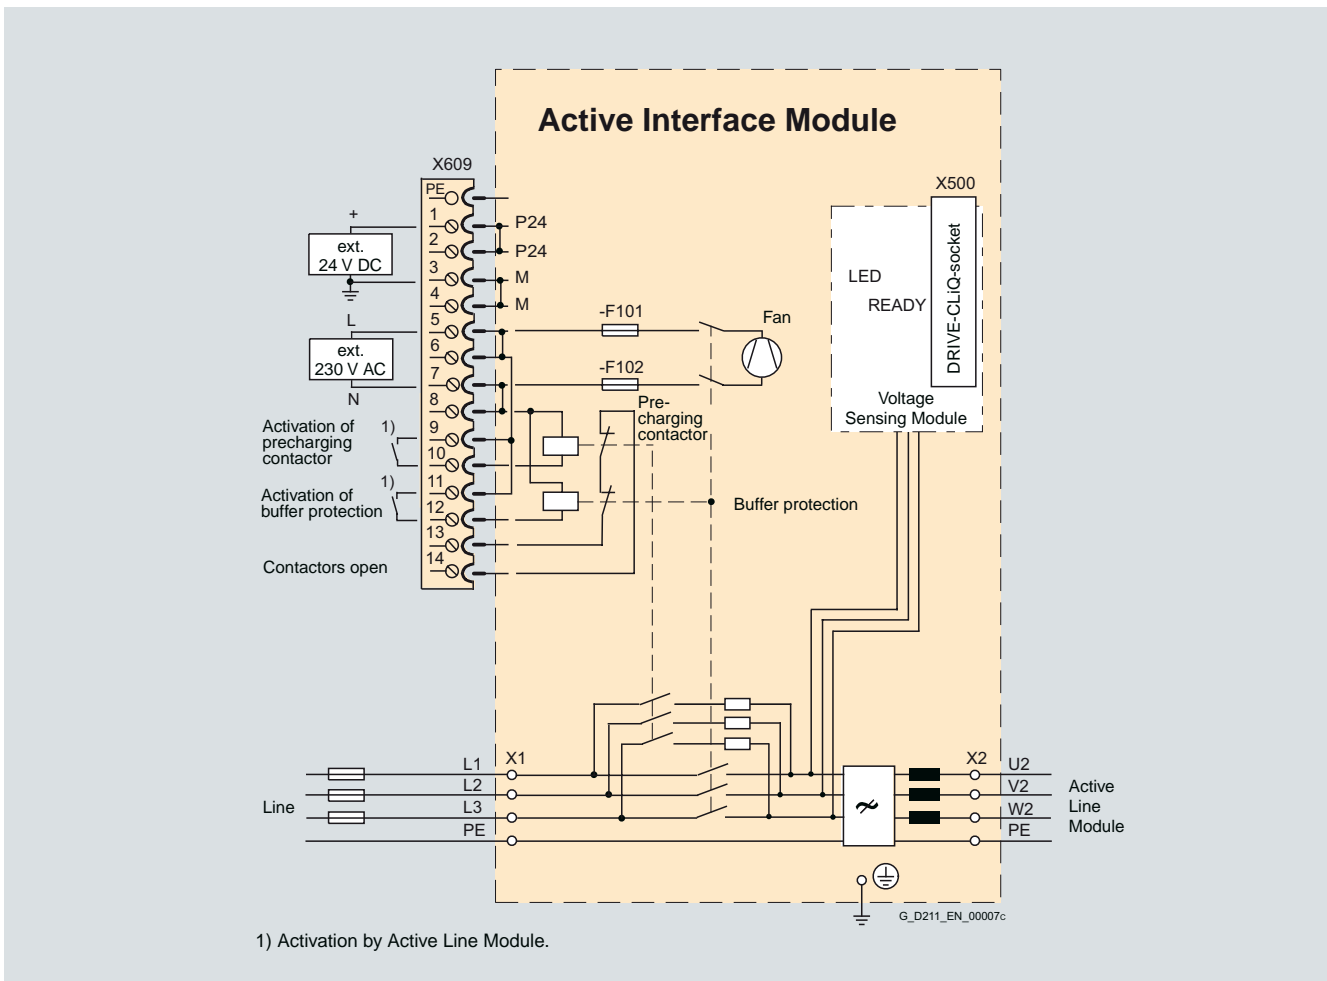 Active Interface Module
X609
X500
PE
1
2
3
4
5
6
7
8
9
10
11
12
13
14
+
ext.
24 V DC
L
ext.
230 V AC
N
P24
P24
M
M
-F101
-F102
Fan
LED
READY
DRIVE-CLiQ-socket
Voltage
Sensing Module
Pre-
charging
contactor
Activation of
precharging
contactor
1)
Activation of
buffer protection
1)
Buffer protection
Contactors open
Line
L1
L2
L3
PE
X1
X2
U2
V2
W2
PE
Active
Line
Module
G_D211_EN_00007c
1) Activation by Active Line Module.